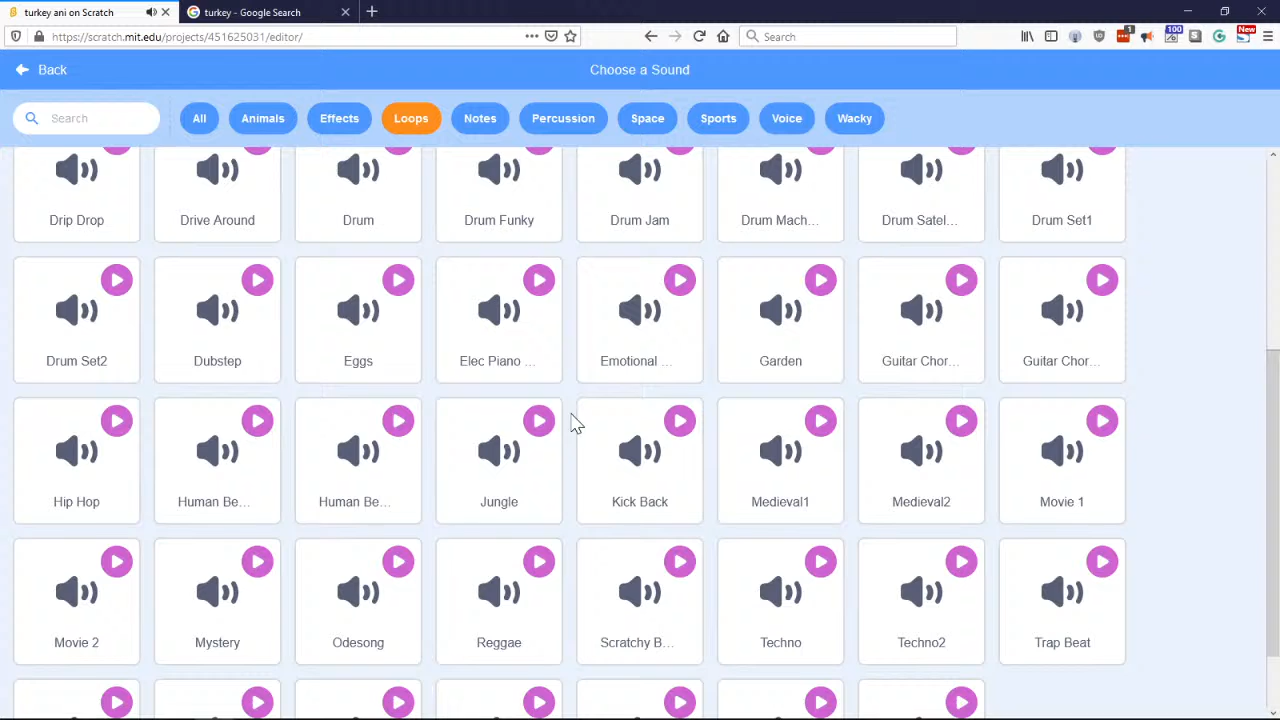 turkey ani on Scratch
turkey - Google Search
https://scratch.mit.edu/projects/451625031/editor/
Search
1
100
New
Back
Choose a Sound
Search
All
Animals
Effects
Loops
Notes
Percussion
Space
Sports
Voice
Wacky
Drip Drop
Drive Around
Drum
Drum Funky
Drum Jam
Drum Mach...
Drum Satel...
Drum Set1
Drum Set2
Dubstep
Eggs
Elec Piano ...
Emotional ...
Garden
Guitar Chor...
Guitar Chor...
Hip Hop
Human Be...
Human Be...
Jungle
Kick Back
Medieval1
Medieval2
Movie 1
Movie 2
Mystery
Odesong
Reggae
Scratchy B...
Techno
Techno2
Trap Beat